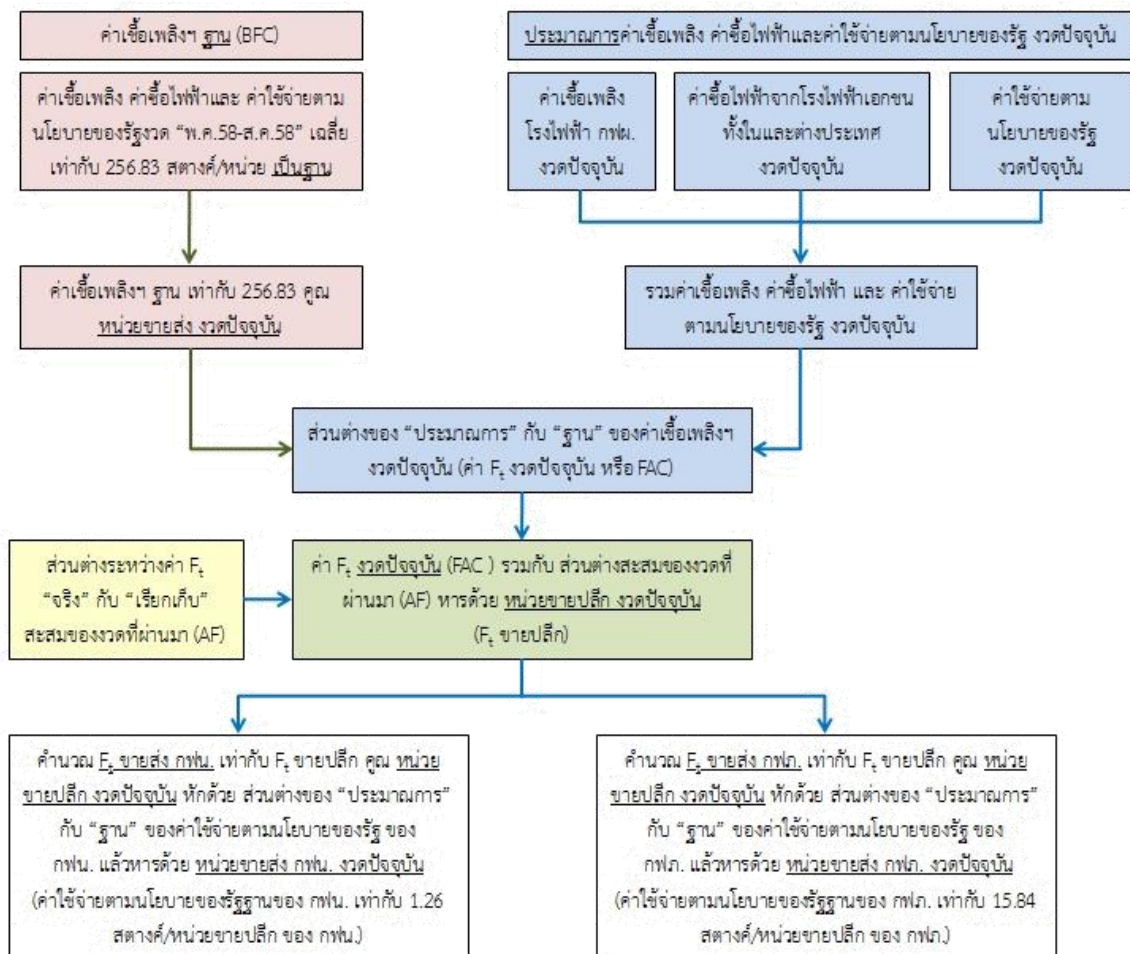 ค่าเชื้อเพลิงฯ ฐาน (BFC)
ค่าเชื้อเพลิง ค่าซื้อไฟฟ้าและ ค่าใช้จ่ายตาม
นโยบายของรัฐงวด “พ.ค.58-ส.ค.58” เฉลี่ย
เท่ากับ 256.83 สตางค์/หน่วย เป็นฐาน
ค่าเชื้อเพลิงฯ ฐาน เท่ากับ 256.83 คูณ
หน่วยขายส่ง งวดปัจจุบัน
ประมาณการค่าเชื้อเพลิง ค่าซื้อไฟฟ้าและค่าใช้จ่ายตามนโยบายของรัฐ งวดปัจจุบัน
ค่าเชื้อเพลิง
โรงไฟฟ้า กฟผ.
งวดปัจจุบัน
ค่าซื้อไฟฟ้าจากโรงไฟฟ้าเอกชน
ทั้งในและต่างประเทศ
งวดปัจจุบัน
ค่าใช้จ่ายตาม
นโยบายของรัฐ
งวดปัจจุบัน
รวมค่าเชื้อเพลิง ค่าซื้อไฟฟ้า และ ค่าใช้จ่าย
ตามนโยบายของรัฐ งวดปัจจุบัน
ส่วนต่างของ “ประมาณการ” กับ “ฐาน” ของค่าเชื้อเพลิงฯ
งวดปัจจุบัน (ค่า Fₜ งวดปัจจุบัน หรือ FAC)
ส่วนต่างระหว่างค่า Fₜ
“จริง” กับ “เรียกเก็บ”
สะสมของงวดที่ผ่านมา (AF)
ค่า Fₜ งวดปัจจุบัน (FAC ) รวมกับ ส่วนต่างสะสมของงวดที่
ผ่านมา (AF) หารด้วย หน่วยขายปลีก งวดปัจจุบัน
(Fₜ ขายปลีก)
คำนวณ Fₜ ขายส่ง กฟน. เท่ากับ Fₜ ขายปลีก คูณ หน่วย
ขายปลีก งวดปัจจุบัน หักด้วย ส่วนต่างของ “ประมาณการ”
กับ “ฐาน” ของค่าใช้จ่ายตามนโยบายของรัฐ ของ
กฟน. แล้วหารด้วย หน่วยขายส่ง กฟน. งวดปัจจุบัน
(ค่าใช้จ่ายตามนโยบายของรัฐฐานของ กฟน. เท่ากับ 1.26
สตางค์/หน่วยขายปลีก ของ กฟน.)
คำนวณ Fₜ ขายส่ง กฟภ. เท่ากับ Fₜ ขายปลีก คูณ หน่วย
ขายปลีก งวดปัจจุบัน หักด้วย ส่วนต่างของ “ประมาณการ”
กับ “ฐาน” ของค่าใช้จ่ายตามนโยบายของรัฐ ของ
กฟภ. แล้วหารด้วย หน่วยขายส่ง กฟภ. งวดปัจจุบัน
(ค่าใช้จ่ายตามนโยบายของรัฐฐานของ กฟภ. เท่ากับ 15.84
สตางค์/หน่วยขายปลีก ของ กฟภ.)